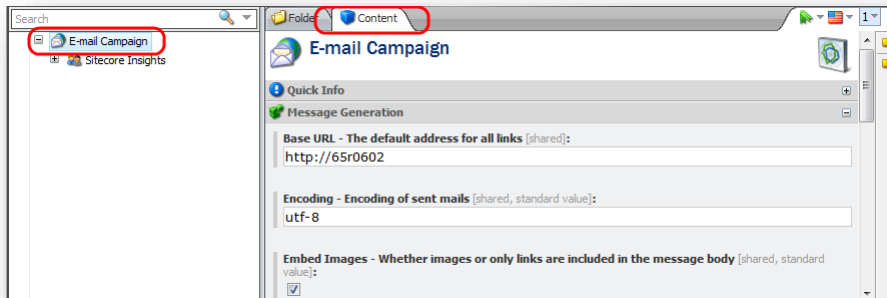 Search
E-mail Campaign
Sitecore Insights
Folder
Content
1
E-mail Campaign
Quick Info
Message Generation
Base URL - The default address for all links [shared]:
http://65r0602
Encoding - Encoding of sent mails [shared, standard value]:
utf-8
Embed Images - Whether images or only links are included in the message body [shared, standard
value]: